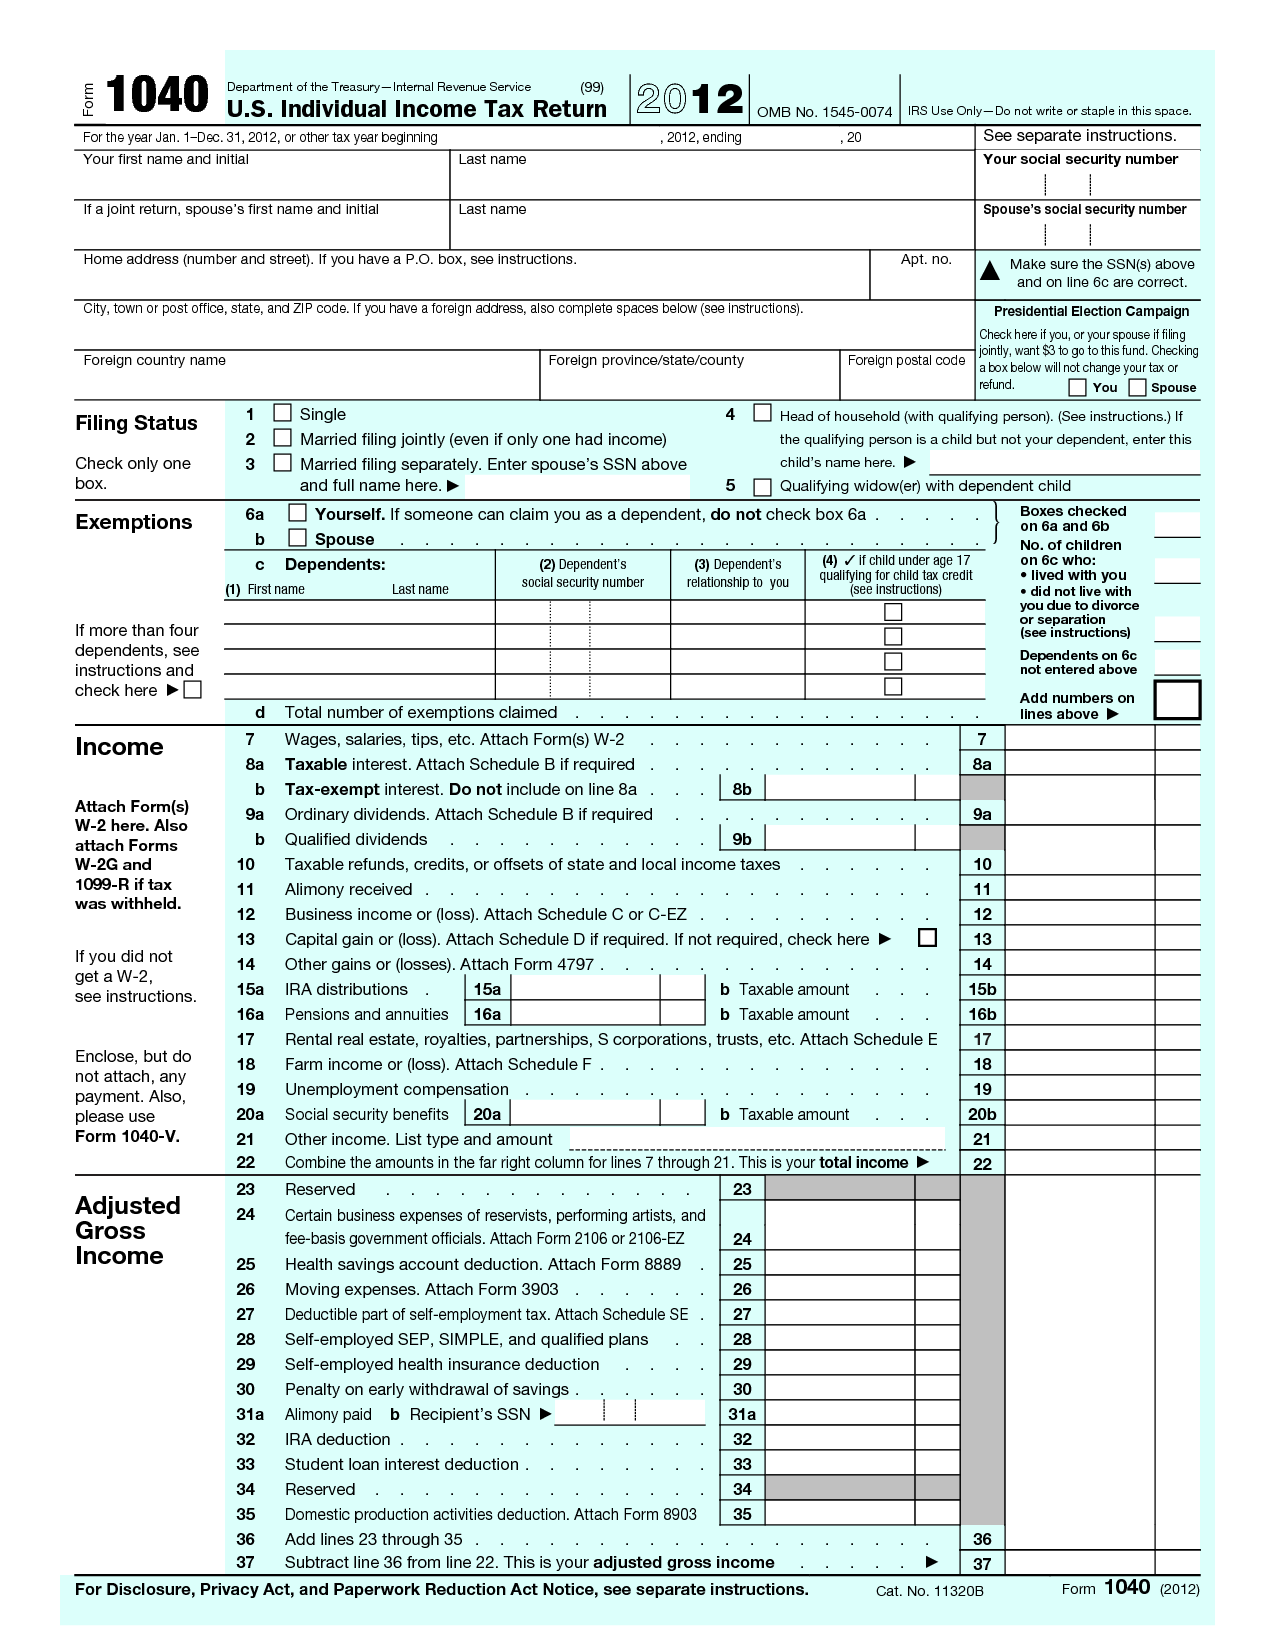 Form 1040 Department of the Treasury—Internal Revenue Service (99)
U.S. Individual Income Tax Return 2012 OMB No. 1545-0074 IRS Use Only—Do not write or staple in this space.
For the year Jan. 1–Dec. 31, 2012, or other tax year beginning , 2012, ending , 20 See separate instructions.
Your first name and initial Last name Your social security number
If a joint return, spouse's first name and initial Last name Spouse's social security number
Home address (number and street). If you have a P.O. box, see instructions. Apt. no.
▲ Make sure the SSN(s) above
and on line 6c are correct.
City, town or post office, state, and ZIP code. If you have a foreign address, also complete spaces below (see instructions).
Foreign country name Foreign province/state/county Foreign postal code
Presidential Election Campaign
Check here if you, or your spouse if filing
jointly, want $3 to go to this fund. Checking
a box below will not change your tax or
refund. You Spouse
Filing Status
Check only one
box.
1 Single
2 Married filing jointly (even if only one had income)
3 Married filing separately. Enter spouse's SSN above
and full name here. ▶
4 Head of household (with qualifying person). (See instructions.) If
the qualifying person is a child but not your dependent, enter this
child's name here. ▶
5 Qualifying widow(er) with dependent child
Exemptions
6a Yourself. If someone can claim you as a dependent, do not check box 6a . . . . .
b Spouse . . . . . . . . . . . . . . . . . . . . . . . .
c Dependents:
(1) First name Last name
(2) Dependent's
social security number
(3) Dependent's
relationship to you
(4) ✓ if child under age 17
qualifying for child tax credit
(see instructions)
If more than four
dependents, see
instructions and
check here ▶
d Total number of exemptions claimed . . . . . . . . . . . . . . . . .
Boxes checked
on 6a and 6b
No. of children
on 6c who:
• lived with you
• did not live with
you due to divorce
or separation
(see instructions)
Dependents on 6c
not entered above
Add numbers on
lines above ▶
Income
Attach Form(s)
W-2 here. Also
attach Forms
W-2G and
1099-R if tax
was withheld.
If you did not
get a W-2,
see instructions.
Enclose, but do
not attach, any
payment. Also,
please use
Form 1040-V.
7 Wages, salaries, tips, etc. Attach Form(s) W-2 . . . . . . . . . . . . 7
8a Taxable interest. Attach Schedule B if required . . . . . . . . . . . . 8a
b Tax-exempt interest. Do not include on line 8a . . . 8b
9a Ordinary dividends. Attach Schedule B if required . . . . . . . . . . . 9a
b Qualified dividends . . . . . . . . . . . 9b
10 Taxable refunds, credits, or offsets of state and local income taxes . . . . . . 10
11 Alimony received . . . . . . . . . . . . . . . . . . . . . 11
12 Business income or (loss). Attach Schedule C or C-EZ . . . . . . . . . . 12
13 Capital gain or (loss). Attach Schedule D if required. If not required, check here ▶ 13
14 Other gains or (losses). Attach Form 4797 . . . . . . . . . . . . . . 14
15a IRA distributions . 15a b Taxable amount . . . 15b
16a Pensions and annuities 16a b Taxable amount . . . 16b
17 Rental real estate, royalties, partnerships, S corporations, trusts, etc. Attach Schedule E 17
18 Farm income or (loss). Attach Schedule F . . . . . . . . . . . . . . 18
19 Unemployment compensation . . . . . . . . . . . . . . . . . 19
20a Social security benefits 20a b Taxable amount . . . 20b
21 Other income. List type and amount 21
22 Combine the amounts in the far right column for lines 7 through 21. This is your total income ▶ 22
Adjusted
Gross
Income
23 Reserved . . . . . . . . . . . . . 23
24 Certain business expenses of reservists, performing artists, and
fee-basis government officials. Attach Form 2106 or 2106-EZ 24
25 Health savings account deduction. Attach Form 8889 . 25
26 Moving expenses. Attach Form 3903 . . . . . . 26
27 Deductible part of self-employment tax. Attach Schedule SE . 27
28 Self-employed SEP, SIMPLE, and qualified plans . . 28
29 Self-employed health insurance deduction . . . . 29
30 Penalty on early withdrawal of savings . . . . . . 30
31a Alimony paid b Recipient's SSN ▶ 31a
32 IRA deduction . . . . . . . . . . . . . 32
33 Student loan interest deduction . . . . . . . . 33
34 Reserved . . . . . . . . . . . . . . 34
35 Domestic production activities deduction. Attach Form 8903 35
36 Add lines 23 through 35 . . . . . . . . . . . . . . . . . . . 36
37 Subtract line 36 from line 22. This is your adjusted gross income . . . . . ▶ 37
For Disclosure, Privacy Act, and Paperwork Reduction Act Notice, see separate instructions. Cat. No. 11320B Form 1040 (2012)